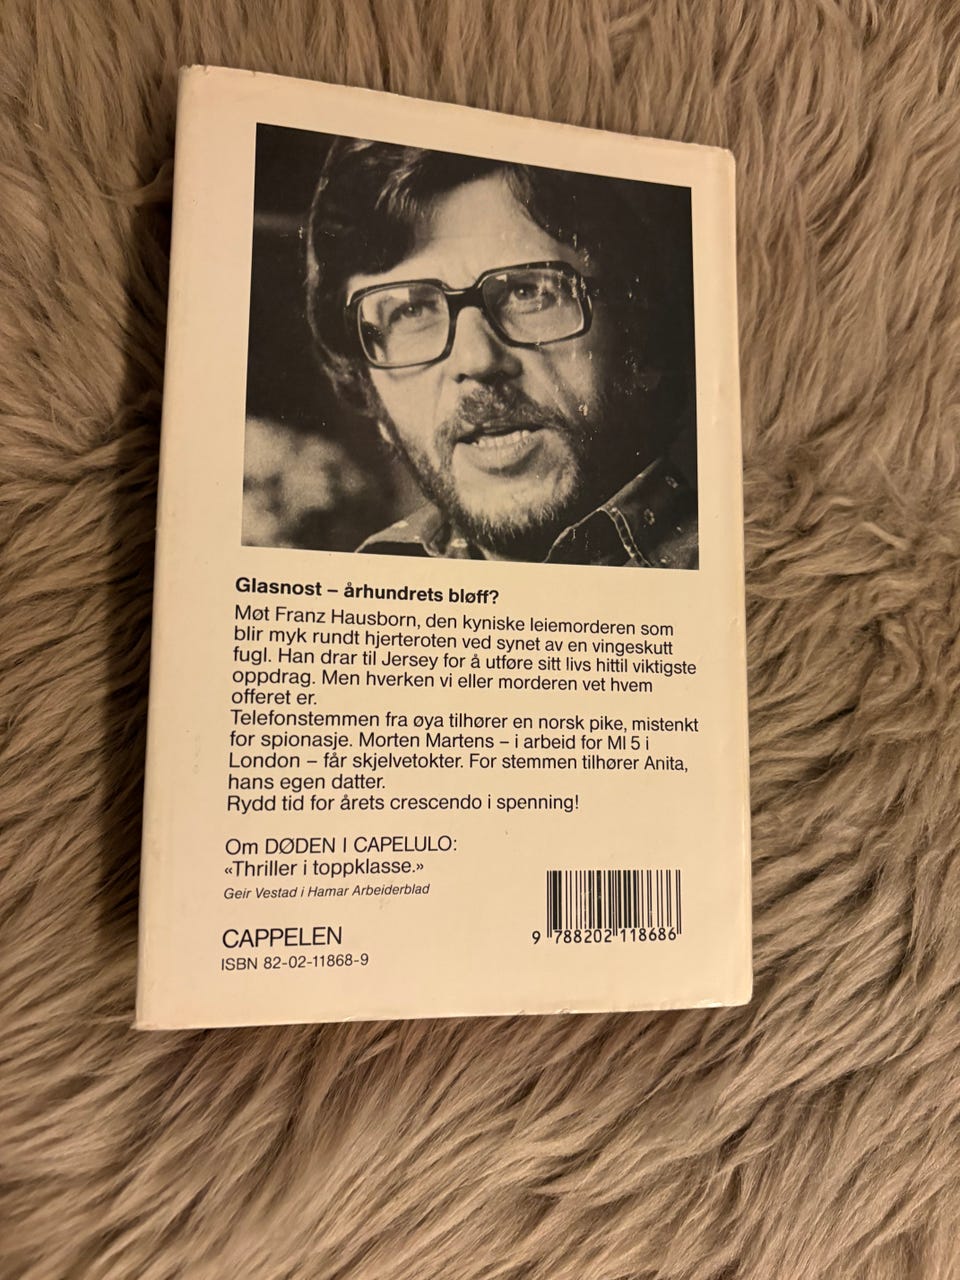 Glasnost – århundrets bløff?
Møt Franz Hausborn, den kyniske leiemorderen som
blir myk rundt hjerteroten ved synet av en vingeskutt
fugl. Han drar til Jersey for å utføre sitt livs hittil viktigste
oppdrag. Men hverken vi eller morderen vet hvem
offeret er.
Telefonstemmen fra øya tilhører en norsk pike, mistenkt
for spionasje. Morten Martens – i arbeid for MI 5 i
London – får skjelvetokter. For stemmen tilhører Anita,
hans egen datter.
Rydd tid for årets crescendo i spenning!
Om DØDEN I CAPELULO:
«Thriller i toppklasse.»
Geir Vestad i Hamar Arbeiderblad
CAPPELEN
ISBN 82-02-11868-9
9 788202 118686